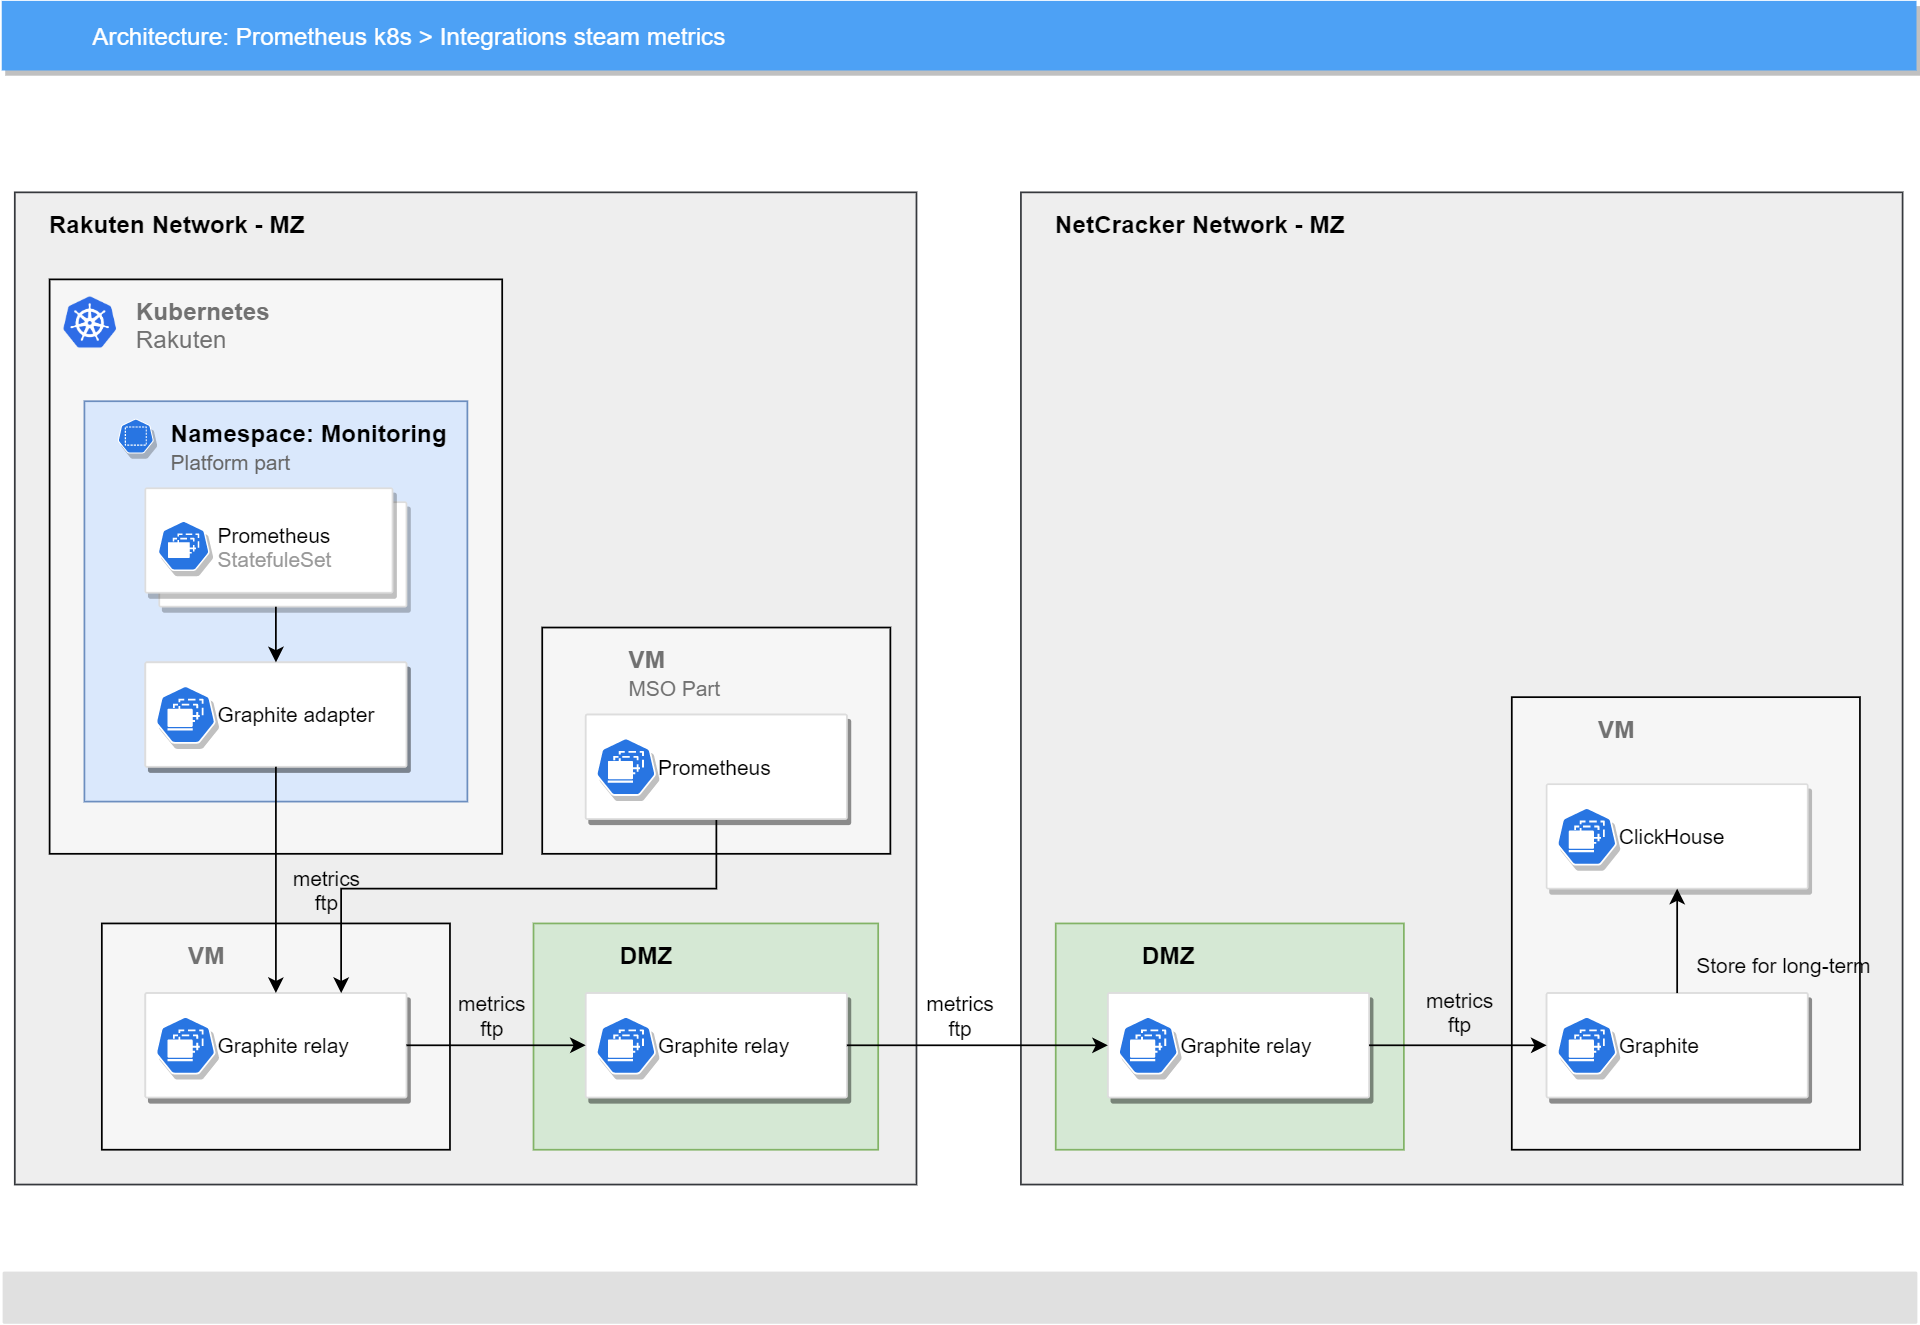 Architecture: Prometheus k8s > Integrations steam metrics
Rakuten Network - MZ
Kubernetes
Rakuten
Namespace: Monitoring
Platform part
Prometheus
StatefuleSet
Graphite adapter
VM
MSO Part
Prometheus
metrics
ftp
VM
Graphite relay
metrics
ftp
DMZ
Graphite relay
metrics
ftp
NetCracker Network - MZ
DMZ
Graphite relay
metrics
ftp
VM
ClickHouse
Store for long-term
Graphite